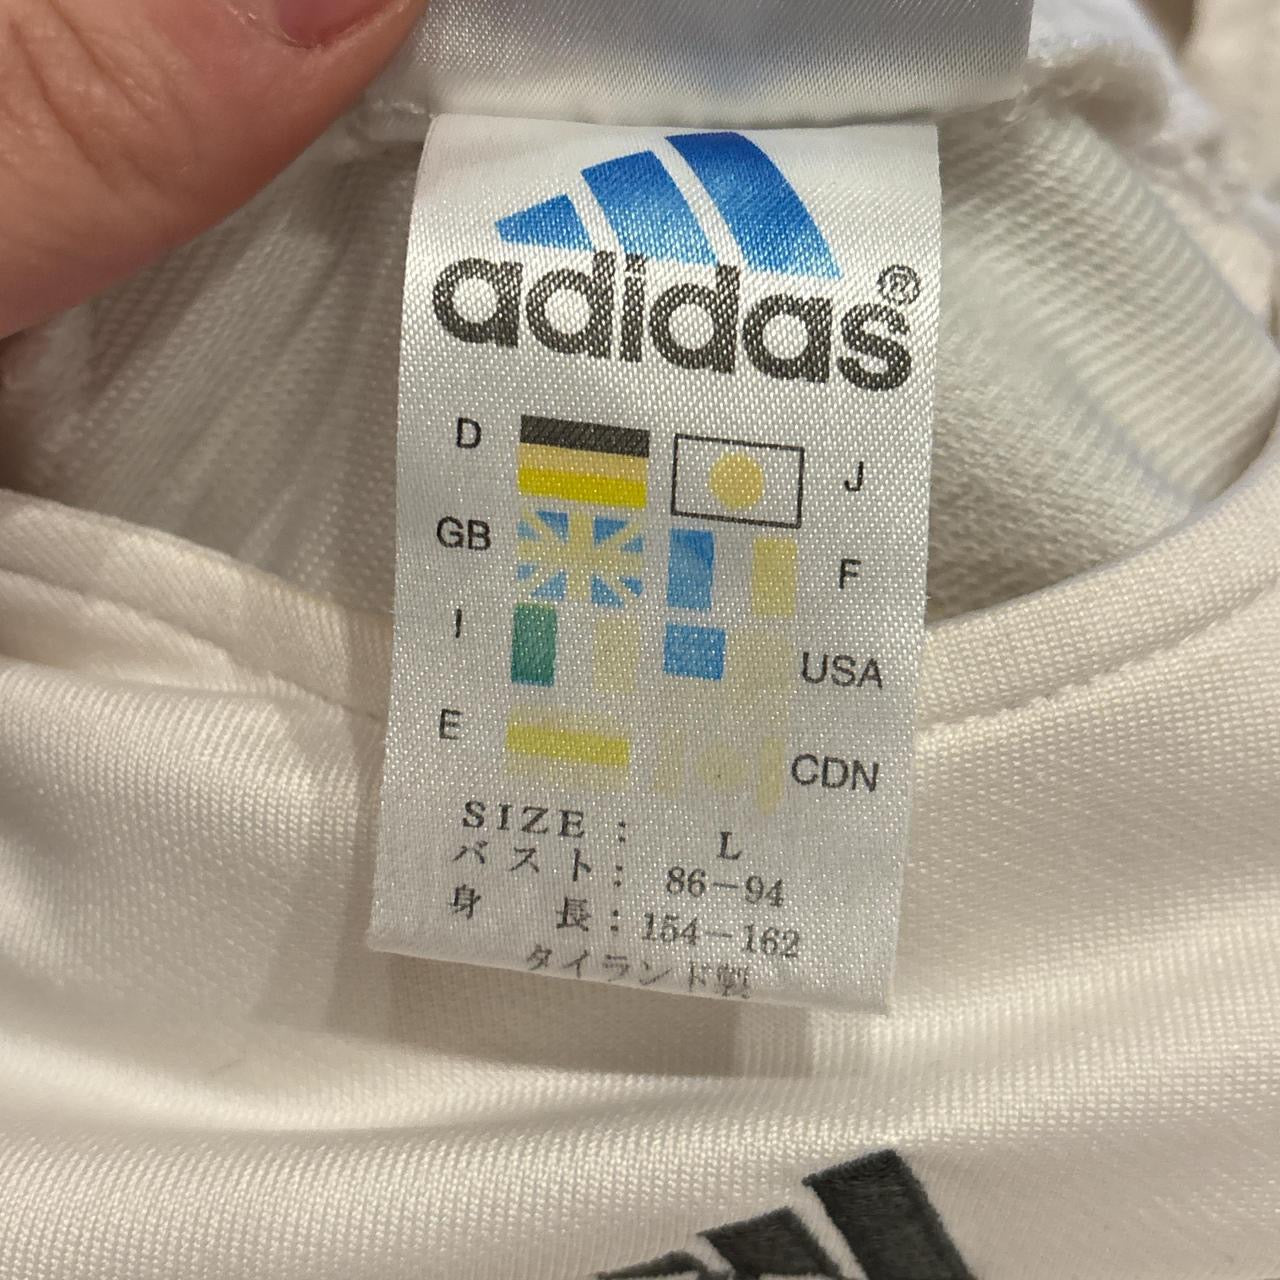 adidas®
D J
GB F
I USA
E CDN
SIZE : L
バスト : 86－94
身長 : 154－162
タイランド製